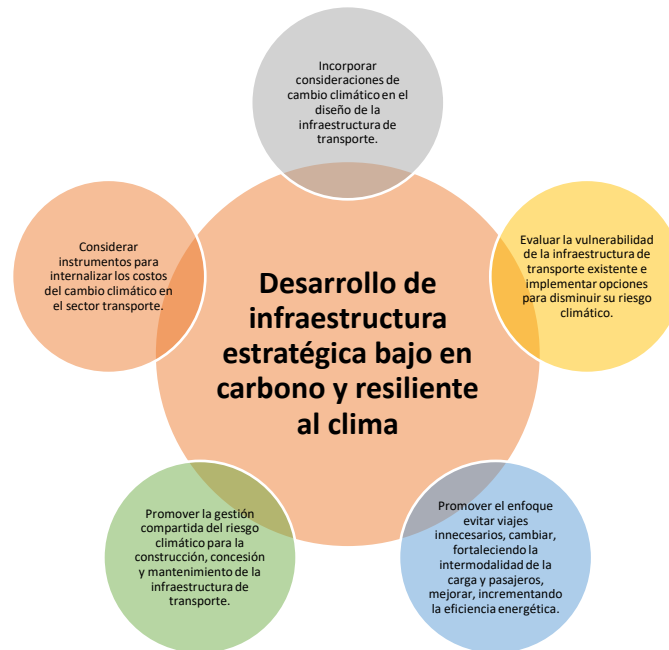 Incorporar
consideraciones de
cambio climático en el
diseño de la
infraestructura de
transporte.
Considerar
instrumentos para
internalizar los costos
del cambio climático en
el sector transporte.
Evaluar la vulnerabilidad
de la infraestructura de
transporte existente e
implementar opciones
para disminuir su riesgo
climático.
Desarrollo de
infraestructura
estratégica bajo en
carbono y resiliente
al clima
Promover la gestión
compartida del riesgo
climático para la
construcción, concesión
y mantenimiento de la
infraestructura de
transporte.
Promover el enfoque
evitar viajes
innecesarios, cambiar,
fortaleciendo la
intermodalidad de la
carga y pasajeros,
mejorar, incrementando
la eficiencia energética.